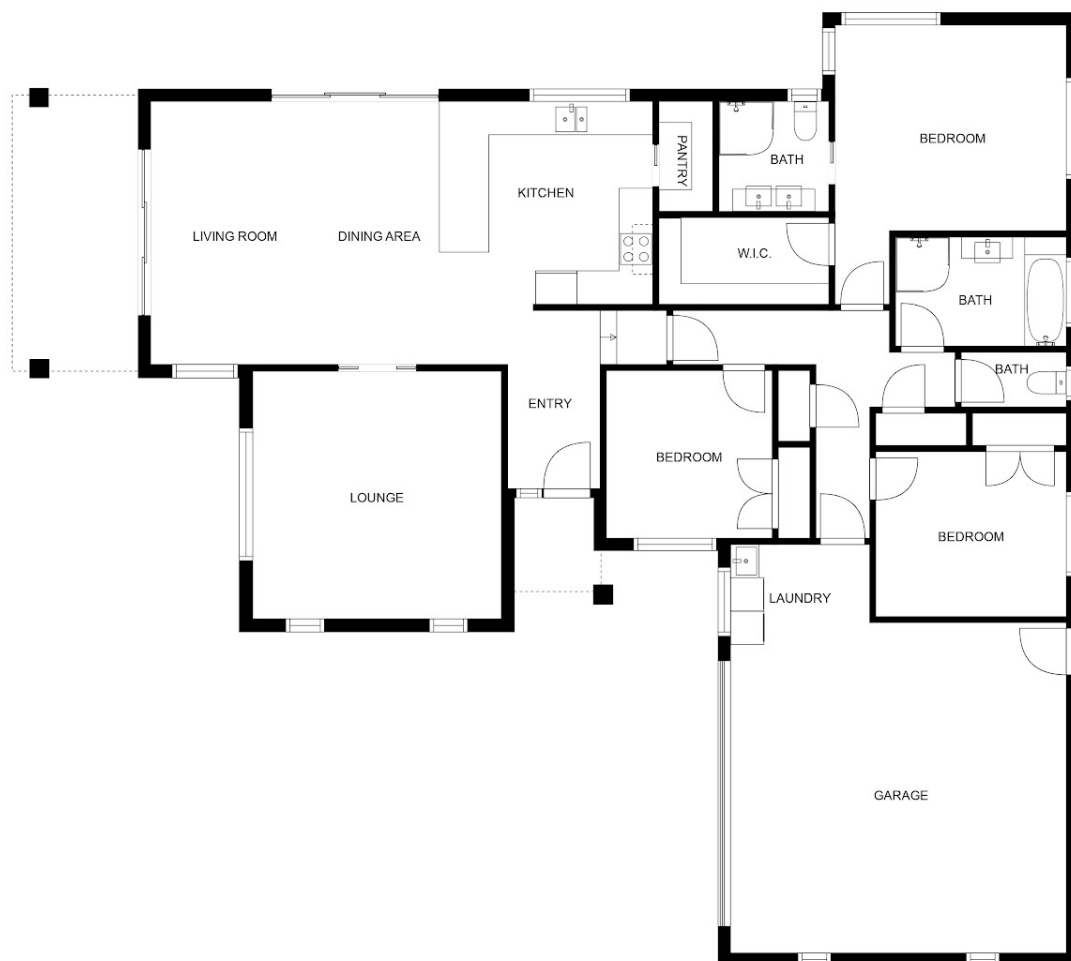 BEDROOM
PANTRY
BATH
KITCHEN
LIVING ROOM
DINING AREA
W.I.C.
BATH
BATH
ENTRY
BEDROOM
LOUNGE
BEDROOM
LAUNDRY
GARAGE